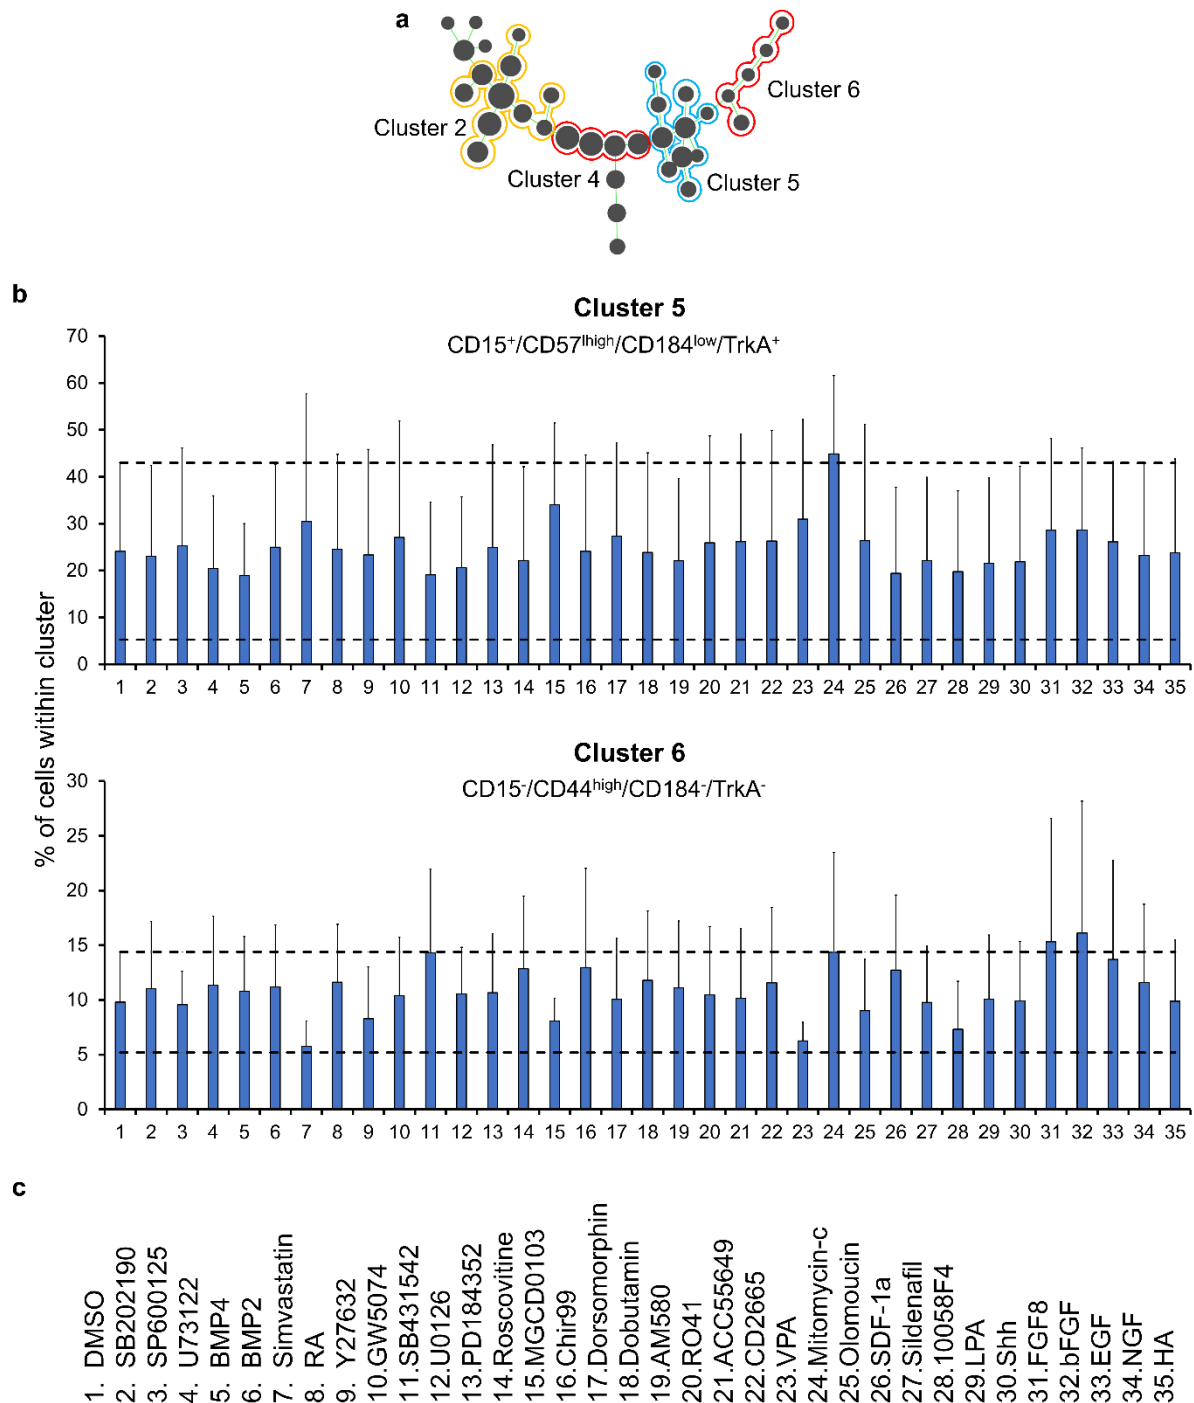 a
Cluster 2
Cluster 4
Cluster 5
Cluster 6
b
% of cells witihin cluster
Cluster 5
CD15+/CD57lhigh/CD184low/TrkA+
70
60
50
40
30
20
10
0
1 2 3 4 5 6 7 8 9 10 11 12 13 14 15 16 17 18 19 20 21 22 23 24 25 26 27 28 29 30 31 32 33 34 35
Cluster 6
CD15-/CD44high/CD184-/TrkA-
30
25
20
15
10
5
0
1 2 3 4 5 6 7 8 9 10 11 12 13 14 15 16 17 18 19 20 21 22 23 24 25 26 27 28 29 30 31 32 33 34 35
c
1. DMSO
2. SB202190
3. SP600125
4. U73122
5. BMP4
6. BMP2
7. Simvastatin
8. RA
9. Y27632
10.GW5074
11.SB431542
12.U0126
13.PD184352
14.Roscovitine
15.MGCD0103
16.Chir99
17.Dorsomorphin
18.Dobutamin
19.AM580
20.RO41
21.ACC55649
22.CD2665
23.VPA
24.Mitomycin-c
25.Olomoucin
26.SDF-1a
27.Sildenafil
28.10058F4
29.LPA
30.Shh
31.FGF8
32.bFGF
33.EGF
34.NGF
35.HA